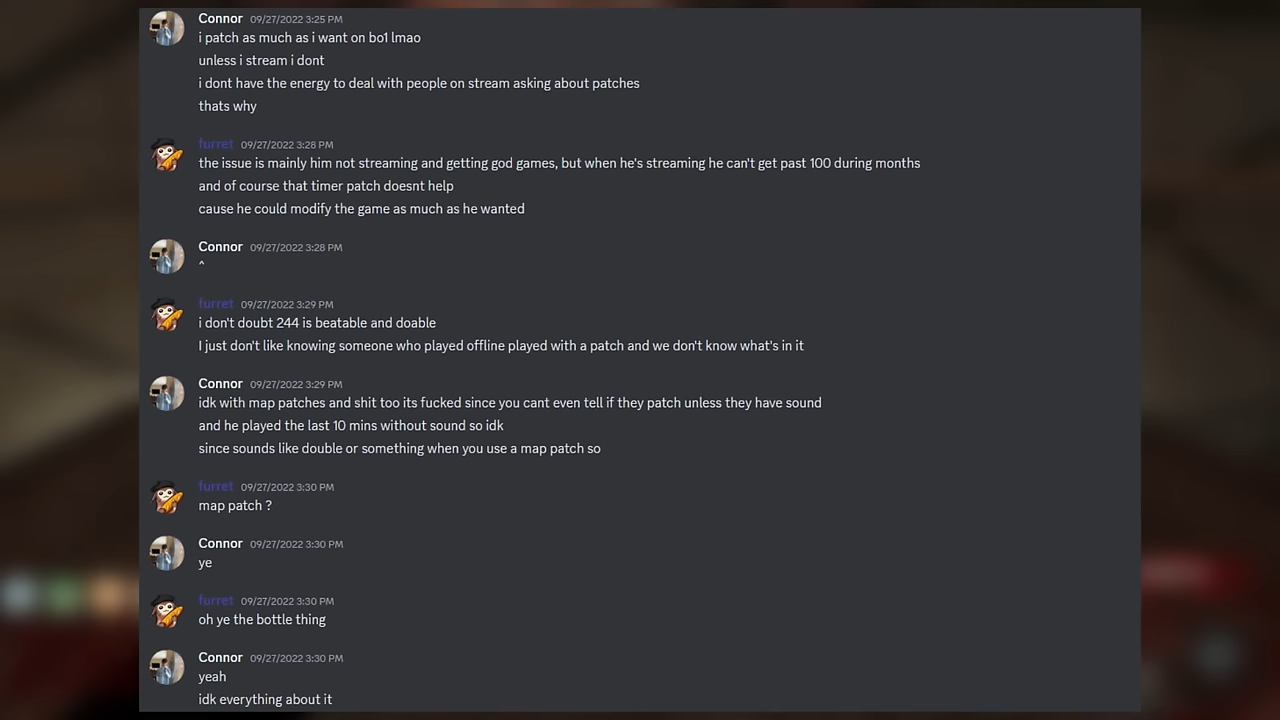 Connor 09/27/2022 3:25 PM
i patch as much as i want on bo1 lmao
unless i stream i dont
i dont have the energy to deal with people on stream asking about patches
thats why
furret 09/27/2022 3:28 PM
the issue is mainly him not streaming and getting god games, but when he's streaming he can't get past 100 during months
and of course that timer patch doesnt help
cause he could modify the game as much as he wanted
Connor 09/27/2022 3:28 PM
^
furret 09/27/2022 3:29 PM
i don't doubt 244 is beatable and doable
I just don't like knowing someone who played offline played with a patch and we don't know what's in it
Connor 09/27/2022 3:29 PM
idk with map patches and shit too its fucked since you cant even tell if they patch unless they have sound
and he played the last 10 mins without sound so idk
since sounds like double or something when you use a map patch so
furret 09/27/2022 3:30 PM
map patch ?
Connor 09/27/2022 3:30 PM
ye
furret 09/27/2022 3:30 PM
oh ye the bottle thing
Connor 09/27/2022 3:30 PM
yeah
idk everything about it